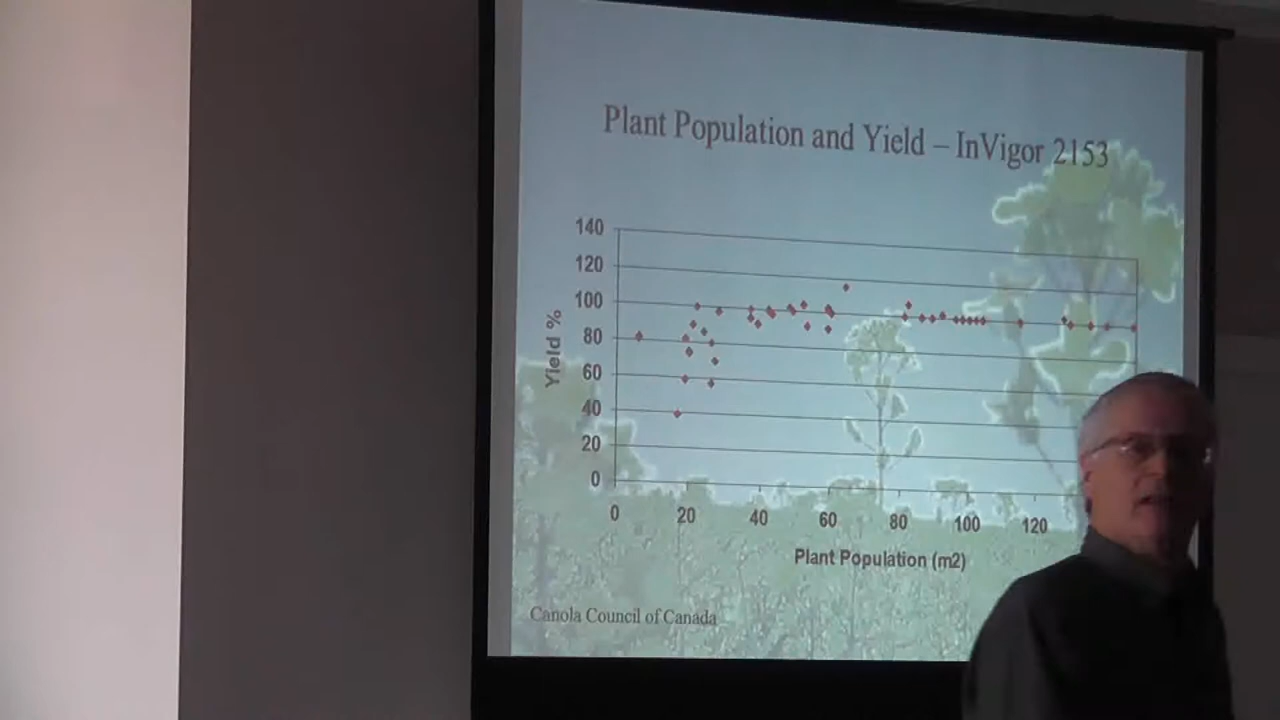 Plant Population and Yield – InVigor 2153
140
120
100
80
60
40
20
0
Yield %
0 20 40 60 80 100 120
Plant Population (m2)
Canola Council of Canada